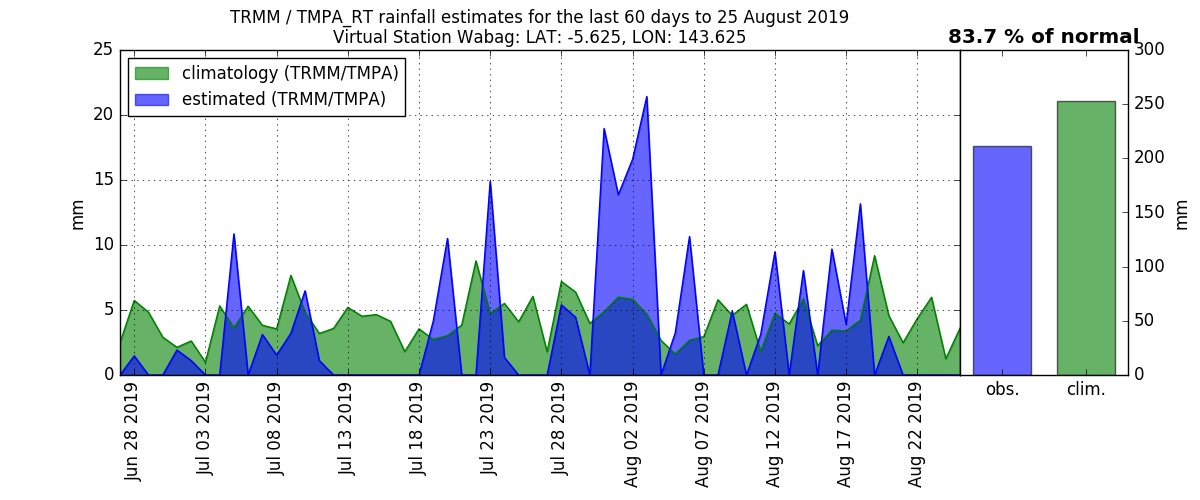 TRMM / TMPA_RT rainfall estimates for the last 60 days to 25 August 2019
Virtual Station Wabag: LAT: -5.625, LON: 143.625
83.7 % of normal
climatology (TRMM/TMPA)
estimated (TRMM/TMPA)
25
20
15
10
5
0
mm
Jun 28 2019
Jul 03 2019
Jul 08 2019
Jul 13 2019
Jul 18 2019
Jul 23 2019
Jul 28 2019
Aug 02 2019
Aug 07 2019
Aug 12 2019
Aug 17 2019
Aug 22 2019
obs.
clim.
300
250
200
150
100
50
0
mm